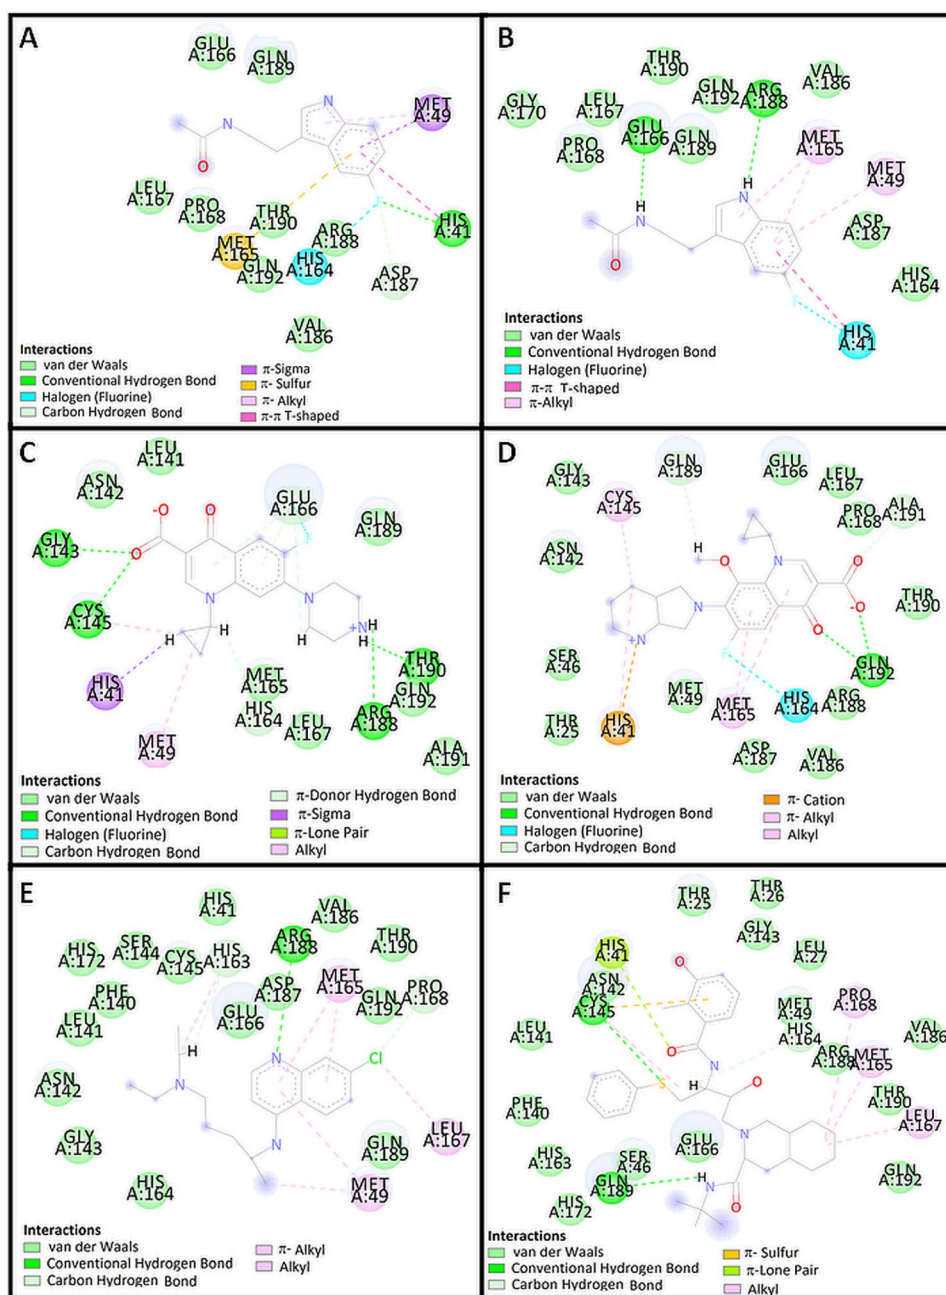 A
GLU
A:166
GLN
A:189
N
MET
A:49
N
O
F
LEU
A:167
PRO
A:168
THR
A:190
ARG
A:188
HIS
A:41
MET
A:165
GLN
A:192
HIS
A:164
ASP
A:187
VAL
A:186
Interactions
van der Waals
Conventional Hydrogen Bond
Halogen (Fluorine)
Carbon Hydrogen Bond
π-Sigma
π- Sulfur
π- Alkyl
π-π T-shaped
B
THR
A:190
GLN
A:192
ARG
A:188
VAL
A:186
GLY
A:170
LEU
A:167
GLU
A:166
GLN
A:189
MET
A:165
PRO
A:168
MET
A:49
H
N
H
N
O
ASP
A:187
HIS
A:164
F
HIS
A:41
Interactions
van der Waals
Conventional Hydrogen Bond
Halogen (Fluorine)
π-π T-shaped
π-Alkyl
C
LEU
A:141
ASN
A:142
GLU
A:166
GLN
A:189
GLY
A:143
-O
O
O
F
CYS
A:145
N
N
H
H
+N
H
H
HIS
A:41
MET
A:165
HIS
A:164
THR
A:190
GLN
A:192
ARG
A:188
LEU
A:167
MET
A:49
ALA
A:191
Interactions
van der Waals
Conventional Hydrogen Bond
Halogen (Fluorine)
Carbon Hydrogen Bond
π-Donor Hydrogen Bond
π-Sigma
π-Lone Pair
Alkyl
D
GLY
A:143
GLN
A:189
GLU
A:166
LEU
A:167
CYS
A:145
PRO
A:168
ALA
A:191
ASN
A:142
H
O
N
O
-O
O
N
+N
F
THR
A:190
SER
A:46
MET
A:49
GLN
A:192
THR
A:25
HIS
A:41
MET
A:165
HIS
A:164
ARG
A:188
ASP
A:187
VAL
A:186
Interactions
van der Waals
Conventional Hydrogen Bond
Halogen (Fluorine)
Carbon Hydrogen Bond
π- Cation
π- Alkyl
Alkyl
E
HIS
A:41
ARG
A:188
VAL
A:186
THR
A:190
HIS
A:172
SER
A:144
CYS
A:145
HIS
A:163
MET
A:165
PHE
A:140
ASP
A:187
GLN
A:192
PRO
A:168
LEU
A:141
GLU
A:166
H
N
Cl
ASN
A:142
N
N
GLY
A:143
GLN
A:189
LEU
A:167
HIS
A:164
MET
A:49
Interactions
van der Waals
Conventional Hydrogen Bond
Carbon Hydrogen Bond
π- Alkyl
Alkyl
F
THR
A:25
THR
A:26
GLY
A:143
LEU
A:27
HIS
A:41
ASN
A:142
CYS
A:145
O
MET
A:49
HIS
A:164
PRO
A:168
LEU
A:141
ARG
A:188
MET
A:165
VAL
A:186
O
N
S
H
O
PHE
A:140
THR
A:190
LEU
A:167
HIS
A:163
SER
A:46
GLU
A:166
N
GLN
A:189
H
N
O
GLN
A:192
HIS
A:172
Interactions
van der Waals
Conventional Hydrogen Bond
Carbon Hydrogen Bond
π- Sulfur
π-Lone Pair
Alkyl